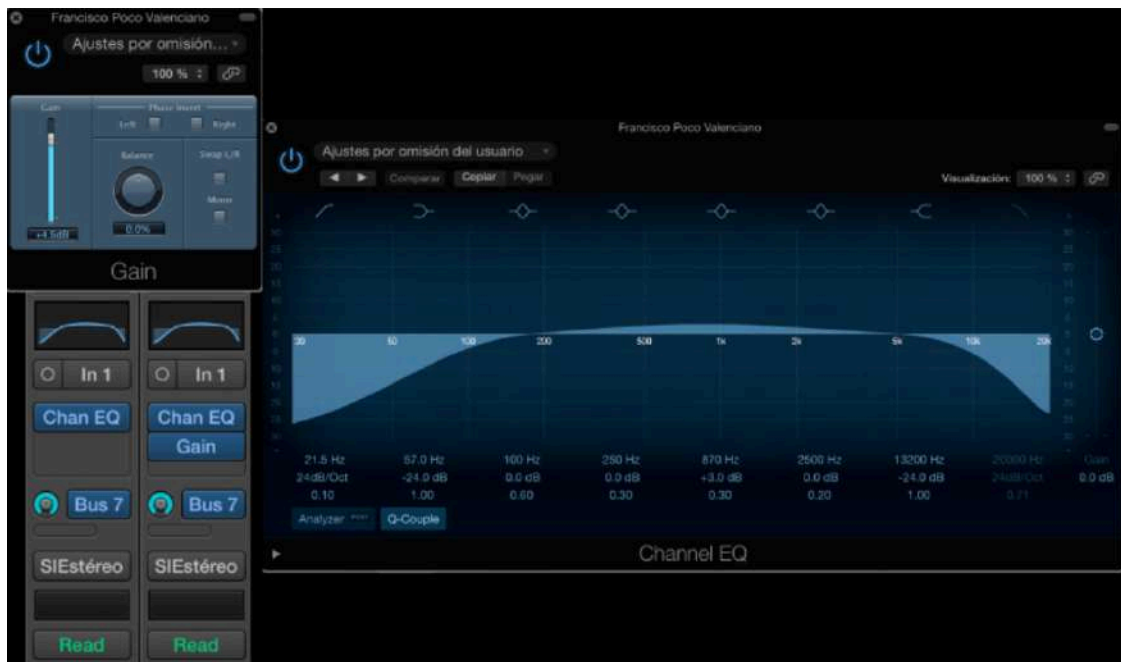 Francisco Poco Valenciano
Ajustes por omisión...
100 %
Gain
Phase Invert
Left
Right
Balance
Swap L/R
Mono
+4.5dB
0.0%
Gain
In 1
In 1
Chan EQ
Chan EQ
Gain
Bus 7
Bus 7
SIEstéreo
SIEstéreo
Read
Read
Francisco Poco Valenciano
Ajustes por omisión del usuario
Comparar Copiar Pegar
Visualización: 100 %
20 50 100 200 500 1k 2k 5k 10k 20k
21.5 Hz 57.0 Hz 100 Hz 250 Hz 870 Hz 2500 Hz 13200 Hz Gain
24dB/Oct -24.0 dB 0.0 dB 0.0 dB +3.0 dB 0.0 dB -24.0 dB 24dB/Oct 0.0 dB
0.10 1.00 0.60 0.30 0.30 0.20 1.00 0.71
Analyzer Q-Couple
Channel EQ